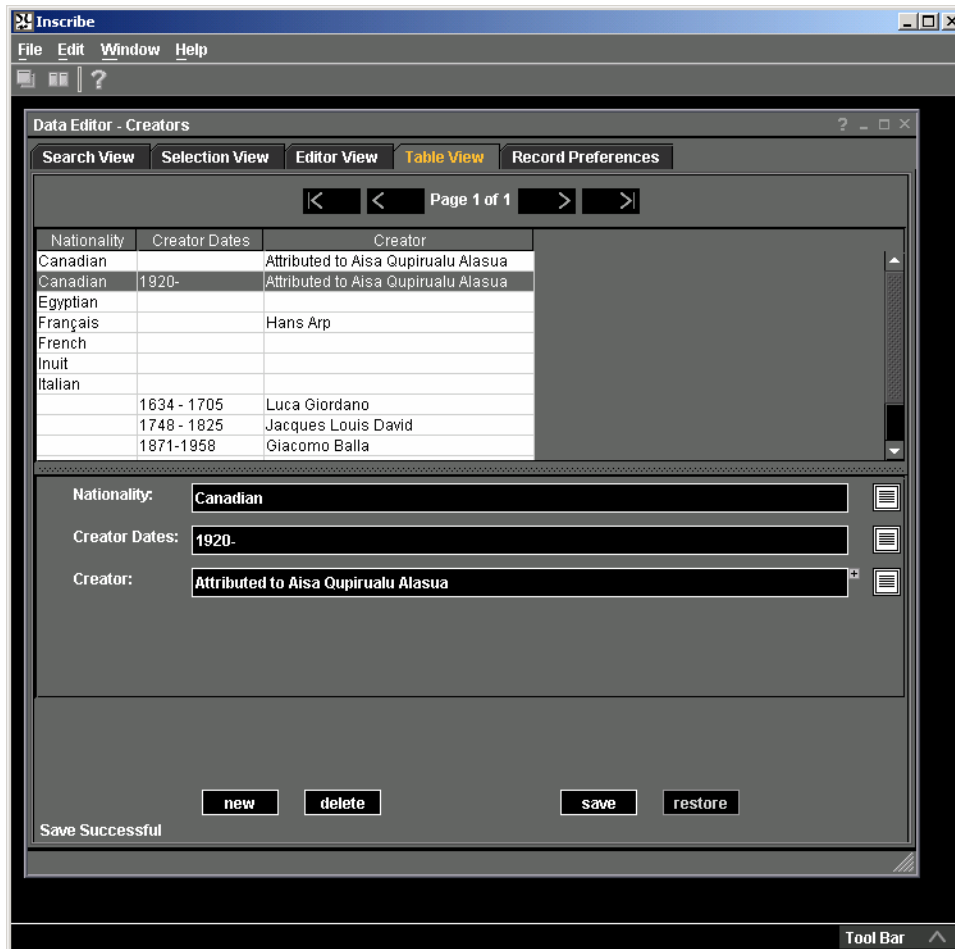 Inscribe
File Edit Window Help
?
Data Editor - Creators
Search View Selection View Editor View Table View Record Preferences
Page 1 of 1
Nationality Creator Dates Creator
Canadian Attributed to Aisa Qupirualu Alasua
Canadian 1920- Attributed to Aisa Qupirualu Alasua
Egyptian
Français Hans Arp
French
Inuit
Italian
1634 - 1705 Luca Giordano
1748 - 1825 Jacques Louis David
1871-1958 Giacomo Balla
Nationality: Canadian
Creator Dates: 1920-
Creator: Attributed to Aisa Qupirualu Alasua
new delete save restore
Save Successful
Tool Bar